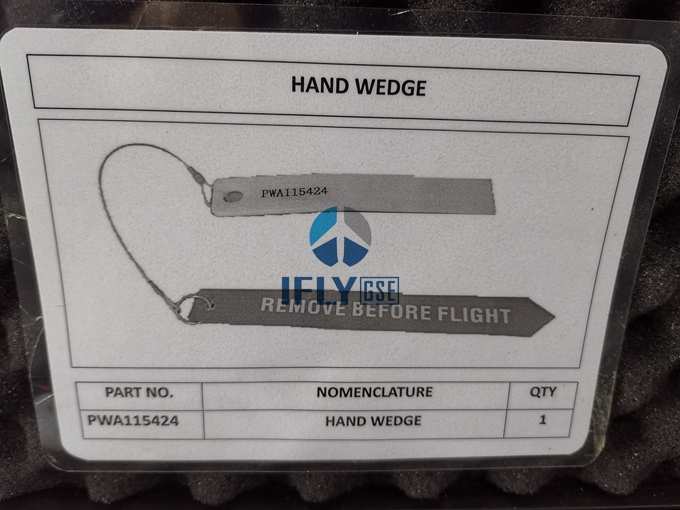 HAND WEDGE
PWA115424
IFLY GSE
REMOVE BEFORE FLIGHT
PART NO. NOMENCLATURE QTY
PWA115424 HAND WEDGE 1